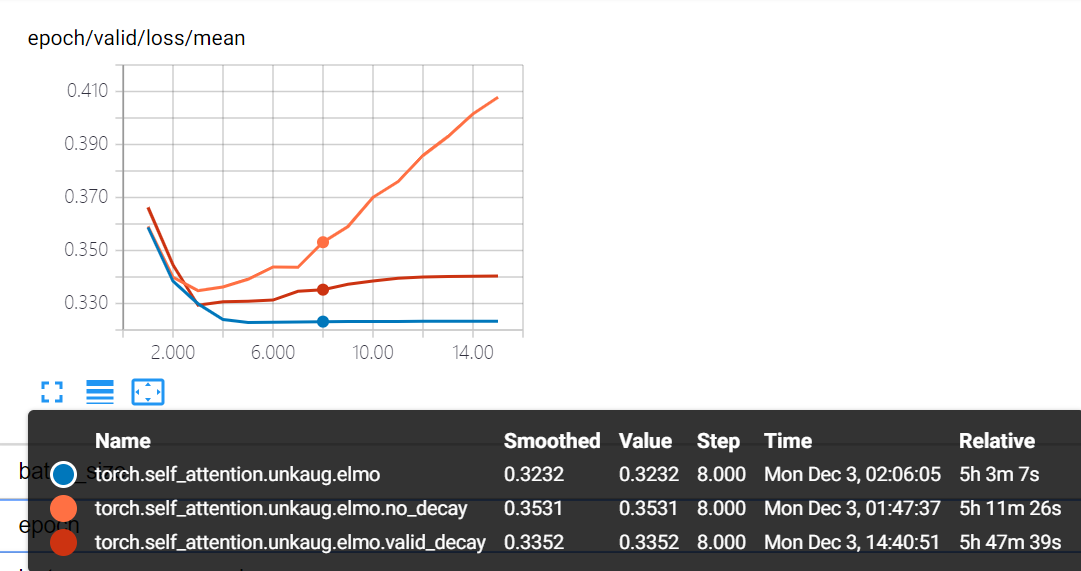 epoch/valid/loss/mean
0.410
0.390
0.370
0.350
0.330
2.000 6.000 10.00 14.00
Name Smoothed Value Step Time Relative
torch.self_attention.unkaug.elmo 0.3232 0.3232 8.000 Mon Dec 3, 02:06:05 5h 3m 7s
torch.self_attention.unkaug.elmo.no_decay 0.3531 0.3531 8.000 Mon Dec 3, 01:47:37 5h 11m 26s
epoch
torch.self_attention.unkaug.elmo.valid_decay 0.3352 0.3352 8.000 Mon Dec 3, 14:40:51 5h 47m 39s